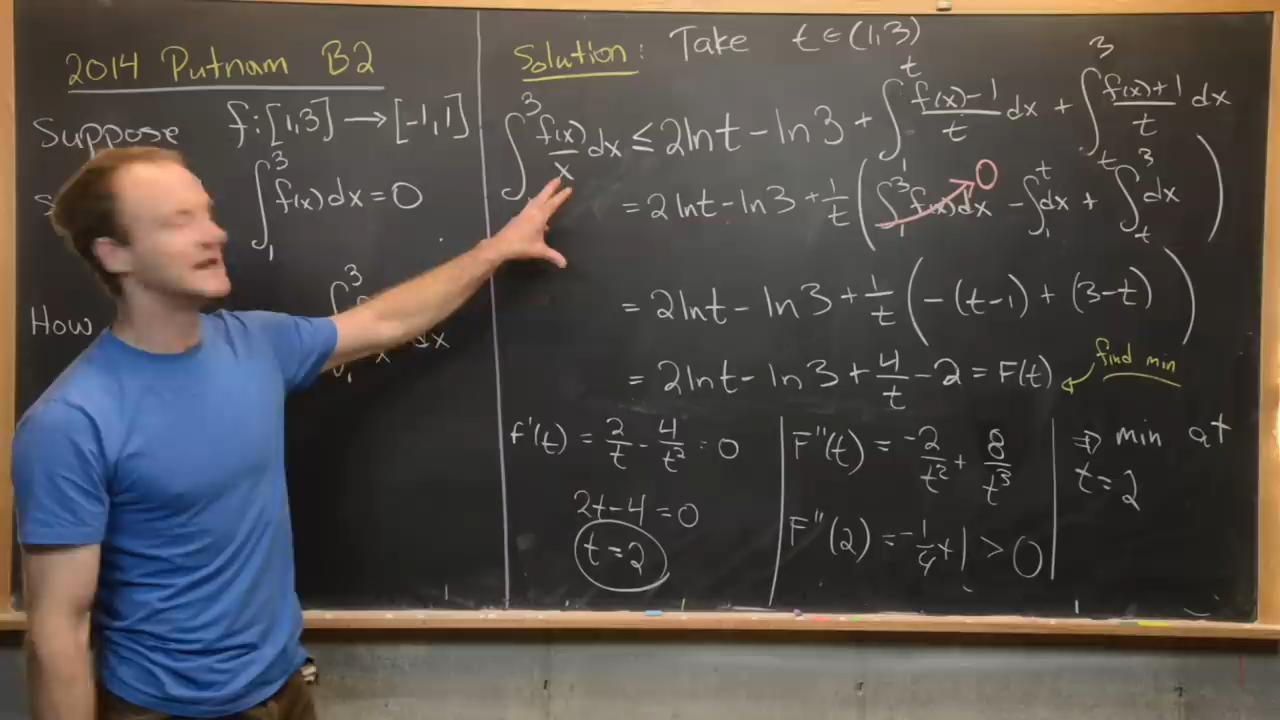 2014 Putnam B2
Suppose f:[1,3]→[-1,1]
∫₁³ f(x)dx = 0
How
∫₁³ dx
x
Solution: Take t∈(1,3)
∫³ f(x)/x dx ≤ 2ln t − ln 3 + ∫₁ᵗ (f(x)−1)/t dx + ∫ₜ³ (f(x)+1)/t dx
= 2ln t − ln 3 + 1/t (∫₁³ f(x)dx − ∫₁ᵗ dx + ∫ₜ³ dx)
0
= 2ln t − ln 3 + 1/t (−(t−1) + (3−t))
= 2ln t − ln 3 + 4/t − 2 = F(t)
find min
f'(t) = 2/t − 4/t² = 0
2t−4 = 0
t=2
F''(t) = −2/t² + 8/t³
F''(2) = > 0
⇒ min at
t=2